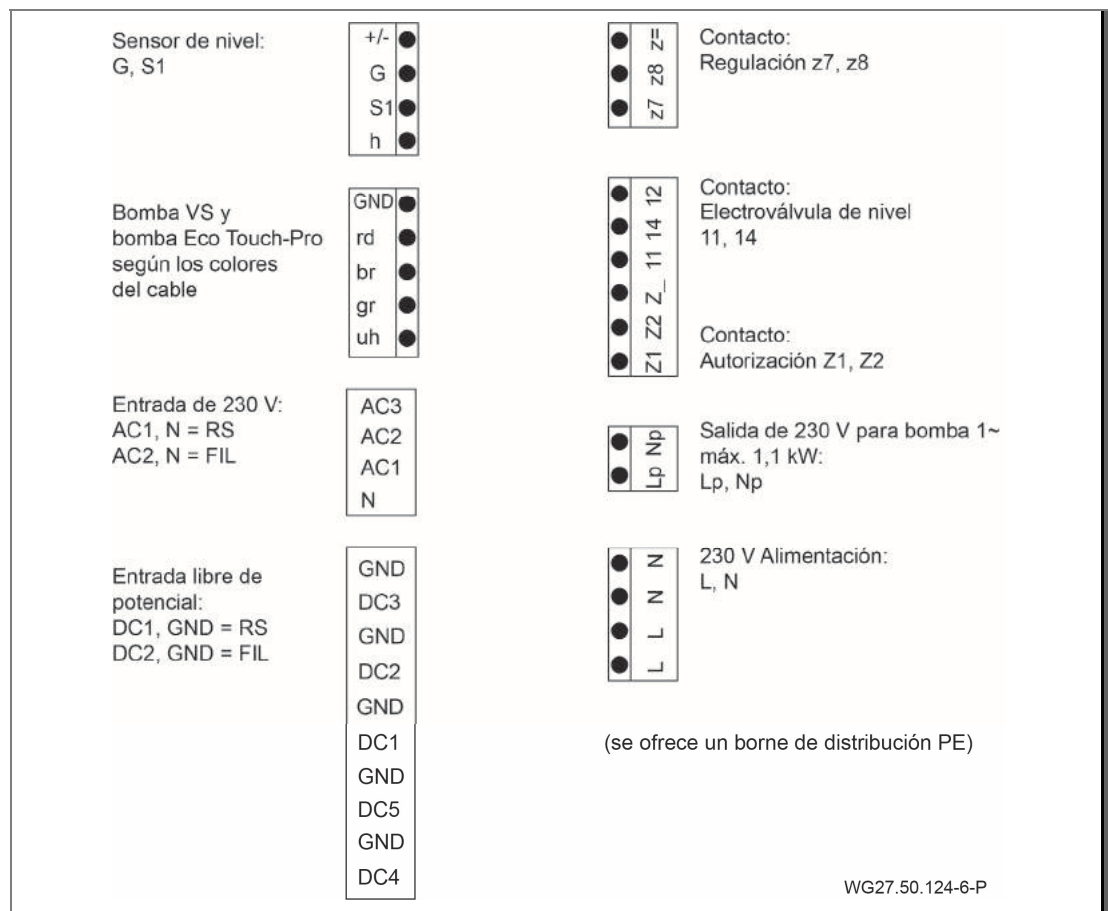 Sensor de nivel:
G, S1
+/-
G
S1
h
Bomba VS y
bomba Eco Touch-Pro
según los colores
del cable
GND
rd
br
gr
uh
Entrada de 230 V:
AC1, N = RS
AC2, N = FIL
AC3
AC2
AC1
N
Entrada libre de
potencial:
DC1, GND = RS
DC2, GND = FIL
GND
DC3
GND
DC2
GND
DC1
GND
DC5
GND
DC4
z7 z8 z=
Contacto:
Regulación z7, z8
Z1 Z2 Z_ 11 14 12
Contacto:
Electroválvula de nivel
11, 14
Contacto:
Autorización Z1, Z2
Lp Np
Salida de 230 V para bomba 1~
máx. 1,1 kW:
Lp, Np
L L N N
230 V Alimentación:
L, N
(se ofrece un borne de distribución PE)
WG27.50.124-6-P